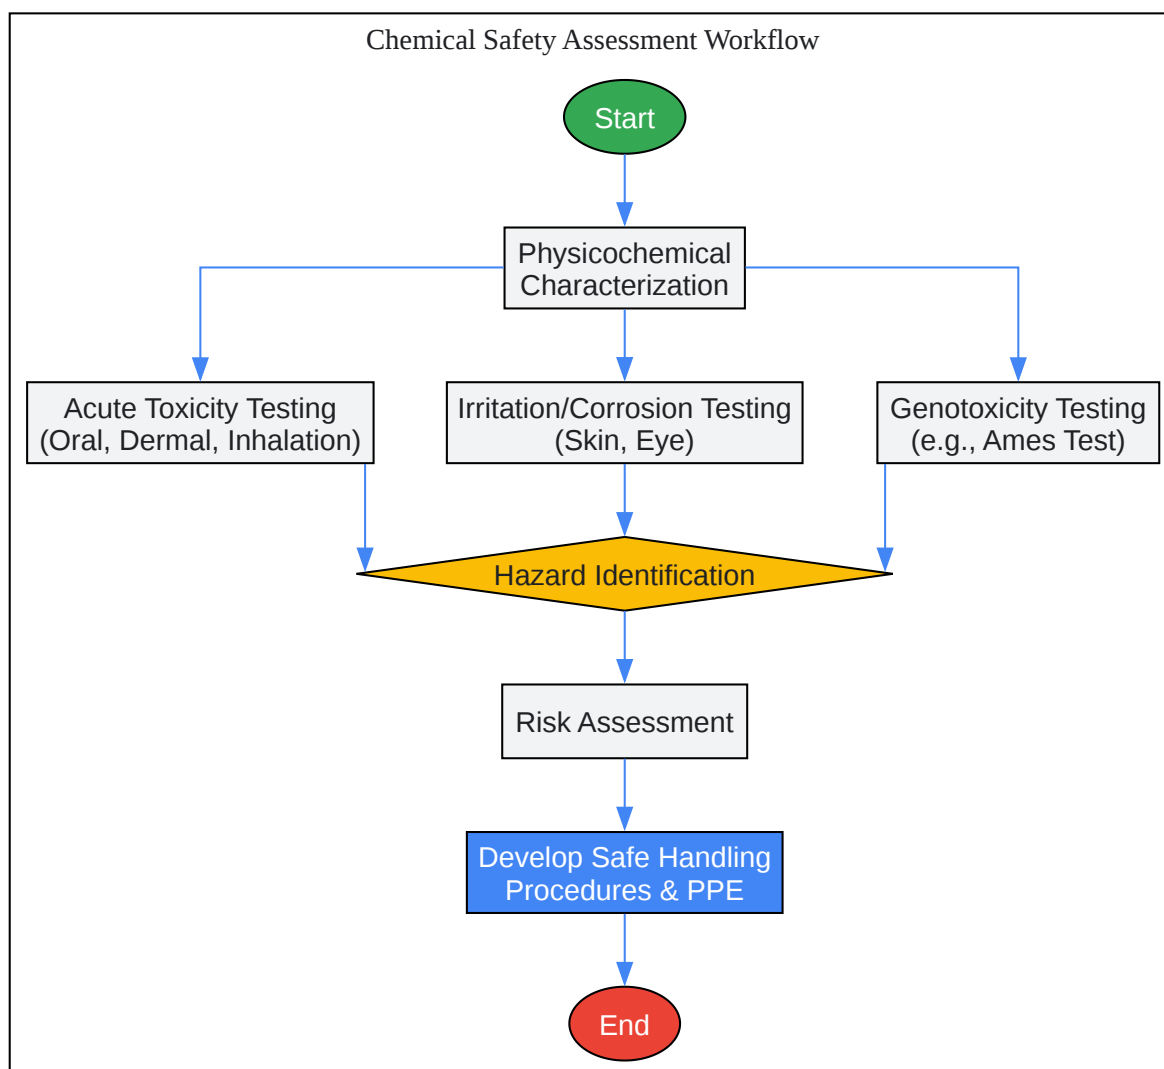 Chemical Safety Assessment Workflow
Start
Physicochemical
Characterization
Acute Toxicity Testing
(Oral, Dermal, Inhalation)
Irritation/Corrosion Testing
(Skin, Eye)
Genotoxicity Testing
(e.g., Ames Test)
Hazard Identification
Risk Assessment
Develop Safe Handling
Procedures & PPE
End